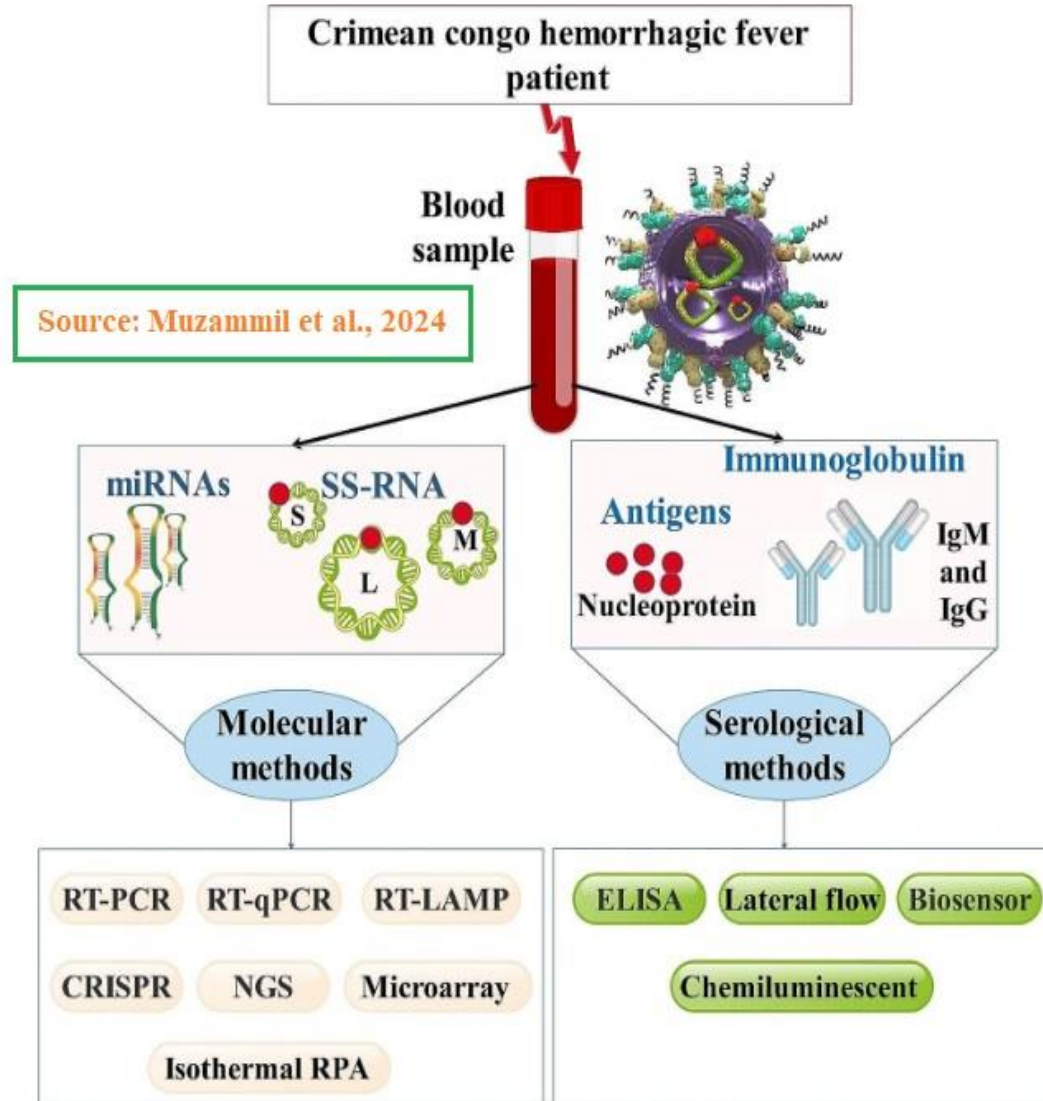 Crimean congo hemorrhagic fever
patient
Blood
sample
Source: Muzammil et al., 2024
miRNAs
SS-RNA
S
L
M
Immunoglobulin
Antigens
Nucleoprotein
IgM
and
IgG
Molecular
methods
Serological
methods
RT-PCR RT-qPCR RT-LAMP
CRISPR NGS Microarray
Isothermal RPA
ELISA Lateral flow Biosensor
Chemiluminescent